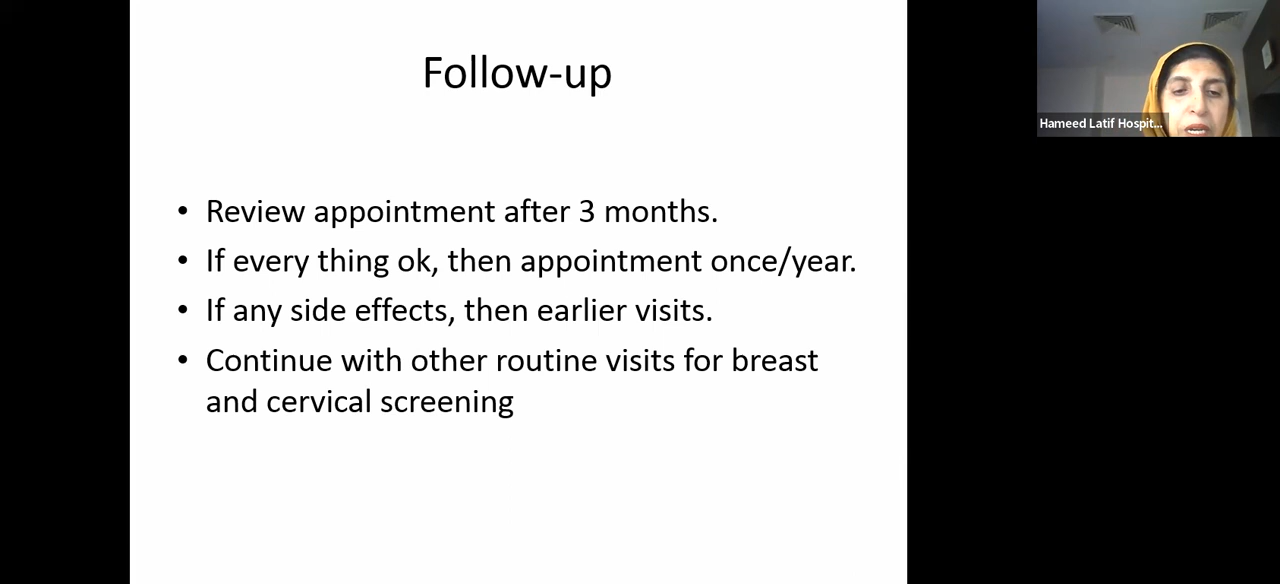 Follow-up
• Review appointment after 3 months.
• If every thing ok, then appointment once/year.
• If any side effects, then earlier visits.
• Continue with other routine visits for breast
and cervical screening
Hameed Latif Hospit...